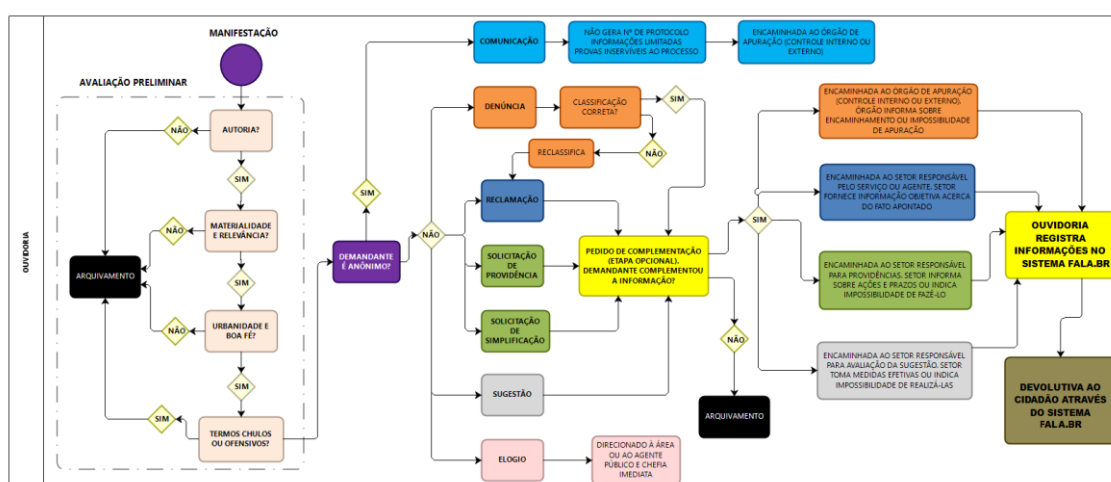 OUVIDORIA
MANIFESTAÇÃO
AVALIAÇÃO PRELIMINAR
AUTORIA?
NÃO
SIM
MATERIALIDADE
E RELEVÂNCIA?
NÃO
ARQUIVAMENTO
SIM
URBANIDADE E
BOA FÉ?
NÃO
SIM
TERMOS CHULOS
OU OFENSIVOS?
SIM
DEMANDANTE
É ANÔNIMO?
SIM
NÃO
COMUNICAÇÃO
NÃO GERA Nº DE PROTOCOLO
INFORMAÇÕES LIMITADAS
PROVAS INSERVÍVEIS AO PROCESSO
ENCAMINHADA AO ÓRGÃO DE
APURAÇÃO (CONTROLE INTERNO OU
EXTERNO)
DENÚNCIA
CLASSIFICAÇÃO
CORRETA?
SIM
NÃO
RECLASSIFICA
RECLAMAÇÃO
SOLICITAÇÃO
DE
PROVIDÊNCIA
SOLICITAÇÃO
DE
SIMPLIFICAÇÃO
SUGESTÃO
ELOGIO
DIRECIONADO À ÁREA
OU AO AGENTE
PÚBLICO E CHEFIA
IMEDIATA
PEDIDO DE COMPLEMENTAÇÃO
(ETAPA OPCIONAL).
DEMANDANTE COMPLEMENTOU
A INFORMAÇÃO?
NÃO
ARQUIVAMENTO
SIM
ENCAMINHADA AO ÓRGÃO DE APURAÇÃO
(CONTROLE INTERNO OU EXTERNO).
ÓRGÃO INFORMA SOBRE
ENCAMINHAMENTO OU IMPOSSIBILIDADE
DE APURAÇÃO
ENCAMINHADA AO SETOR RESPONSÁVEL
PELO SERVIÇO OU AGENTE. SETOR
FORNECE INFORMAÇÃO OBJETIVA ACERCA
DO FATO APONTADO
ENCAMINHADA AO SETOR RESPONSÁVEL
PARA PROVIDÊNCIAS. SETOR INFORMA
SOBRE AÇÕES E PRAZOS OU INDICA
IMPOSSIBILIDADE DE FAZÊ-LO
ENCAMINHADA AO SETOR RESPONSÁVEL
PARA AVALIAÇÃO DA SUGESTÃO. SETOR
TOMA MEDIDAS EFETIVAS OU INDICA
IMPOSSIBILIDADE DE REALIZÁ-LAS
OUVIDORIA
REGISTRA
INFORMAÇÕES NO
SISTEMA FALA.BR
DEVOLUTIVA AO
CIDADÃO ATRAVÉS
DO SISTEMA
FALA.BR